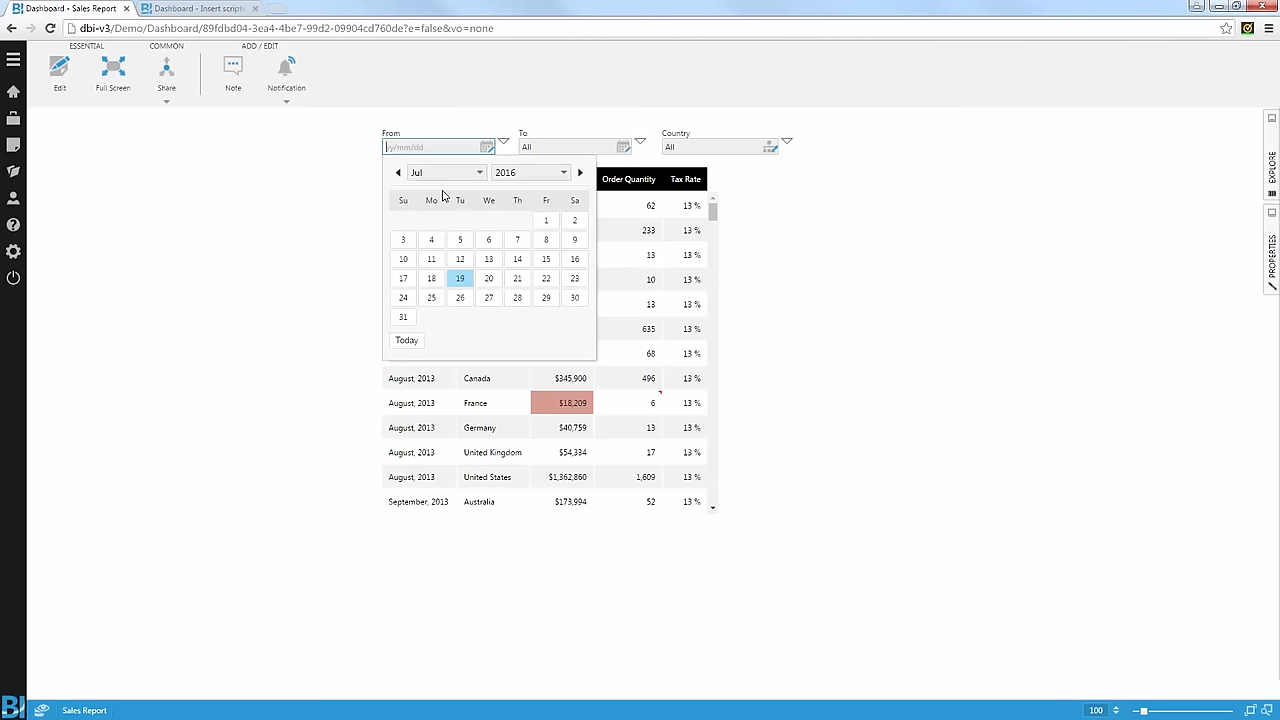 Dashboard - Sales Report
Dashboard - Insert script
dbi-v3/Demo/Dashboard/89fdbd04-3ea4-4be7-99d2-09904cd760de?e=false&vo=none
ESSENTIAL COMMON ADD / EDIT
Edit Full Screen Share Note Notification
From To Country
yy/mm/dd All All
Jul 2016
Order Quantity Tax Rate
Su Mo Tu We Th Fr Sa
62 13 %
1 2
233 13 %
3 4 5 6 7 8 9
13 13 %
10 11 12 13 14 15 16
10 13 %
17 18 19 20 21 22 23
13 13 %
24 25 26 27 28 29 30
31
635 13 %
Today
68 13 %
August, 2013 Canada $345,900 496 13 %
August, 2013 France $18,209 6 13 %
August, 2013 Germany $40,759 13 13 %
August, 2013 United Kingdom $54,334 17 13 %
August, 2013 United States $1,362,860 1,609 13 %
September, 2013 Australia $173,994 52 13 %
EXPLORE
PROPERTIES
BI Sales Report 100